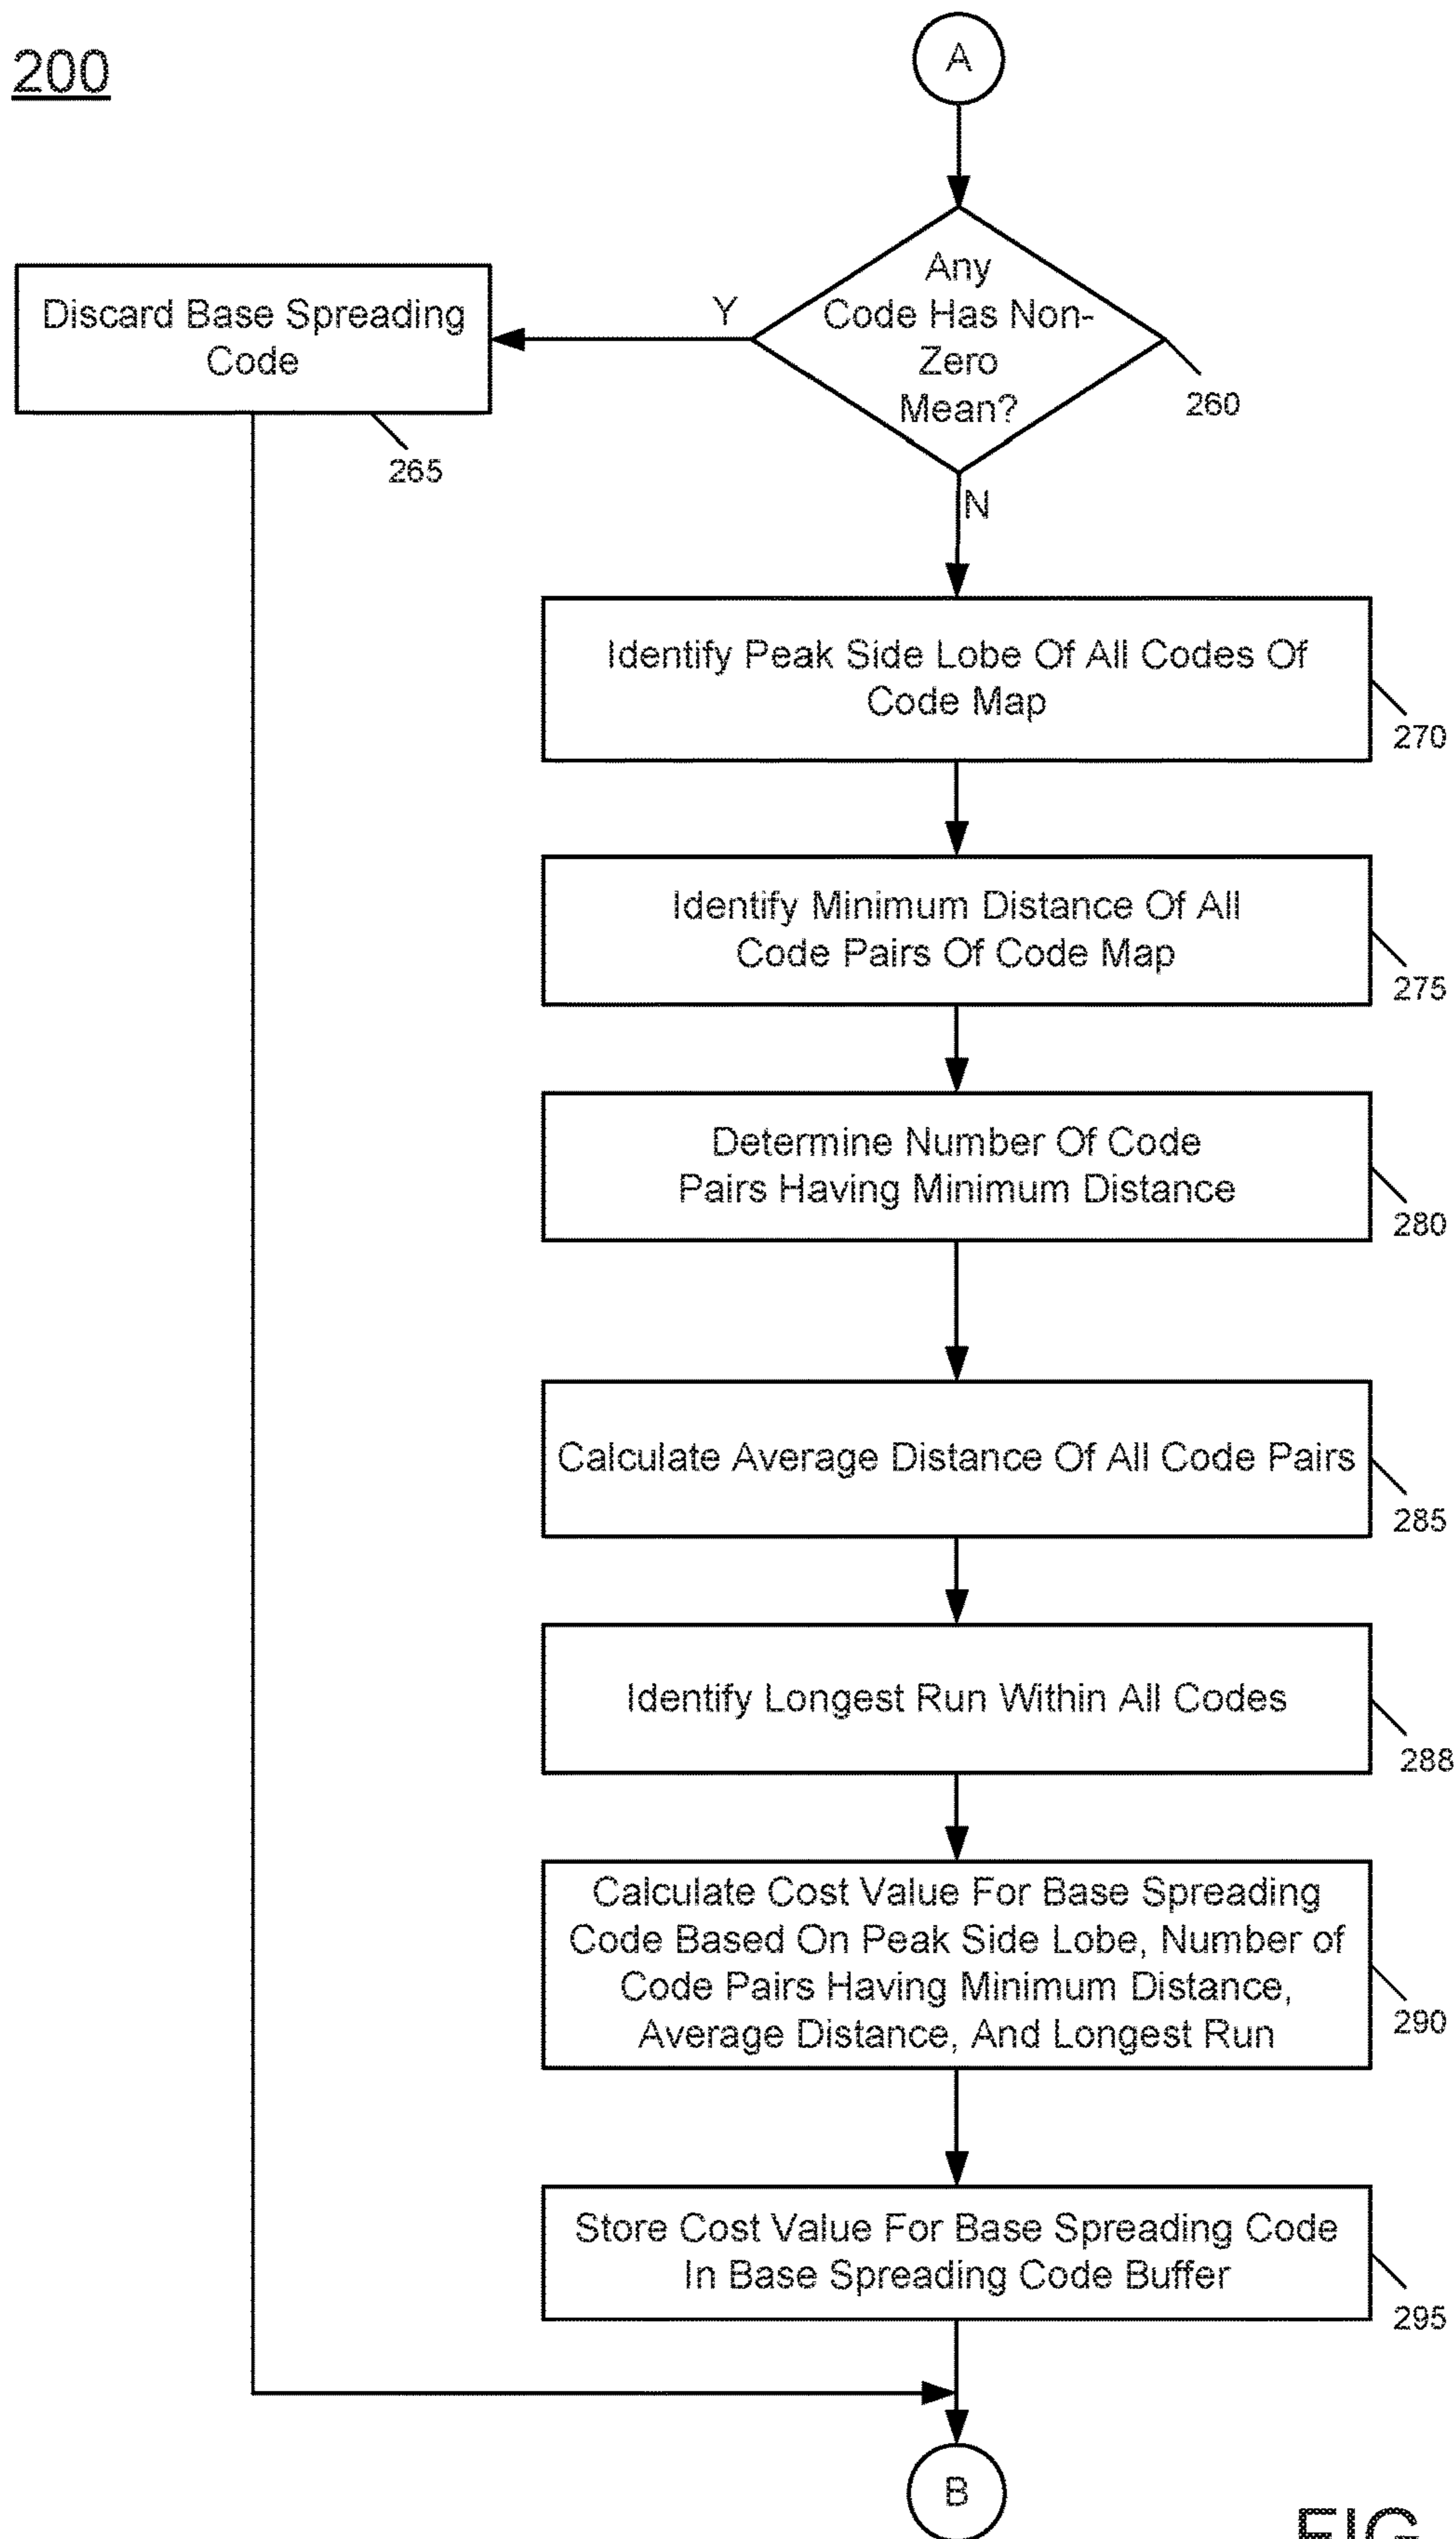 200
A
Any
Code Has Non-
Zero
Mean?
260
Y
Discard Base Spreading
Code
265
N
Identify Peak Side Lobe Of All Codes Of
Code Map
270
Identify Minimum Distance Of All
Code Pairs Of Code Map
275
Determine Number Of Code
Pairs Having Minimum Distance
280
Calculate Average Distance Of All Code Pairs
285
Identify Longest Run Within All Codes
288
Calculate Cost Value For Base Spreading
Code Based On Peak Side Lobe, Number of
Code Pairs Having Minimum Distance,
Average Distance, And Longest Run
290
Store Cost Value For Base Spreading Code
In Base Spreading Code Buffer
295
B
FIG